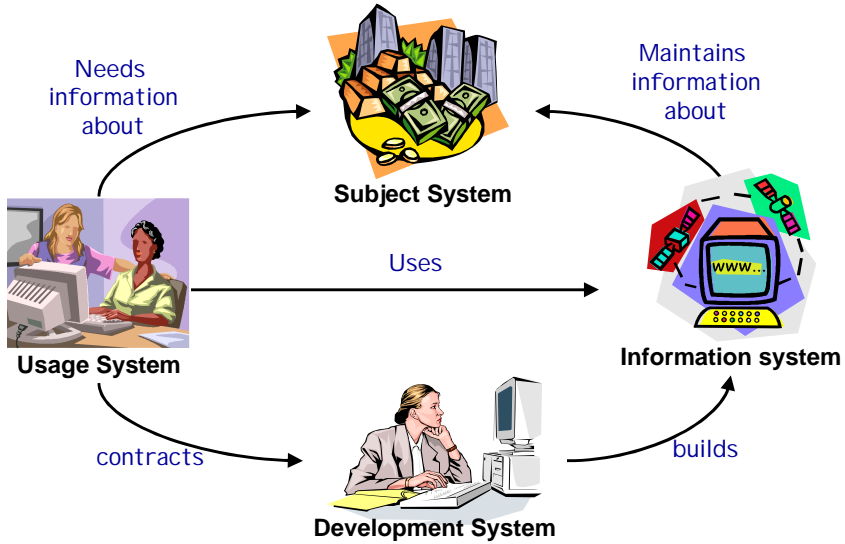 Needs
information
about
Maintains
information
about
Subject System
Uses
WWW...
Usage System
Information system
contracts
builds
Development System